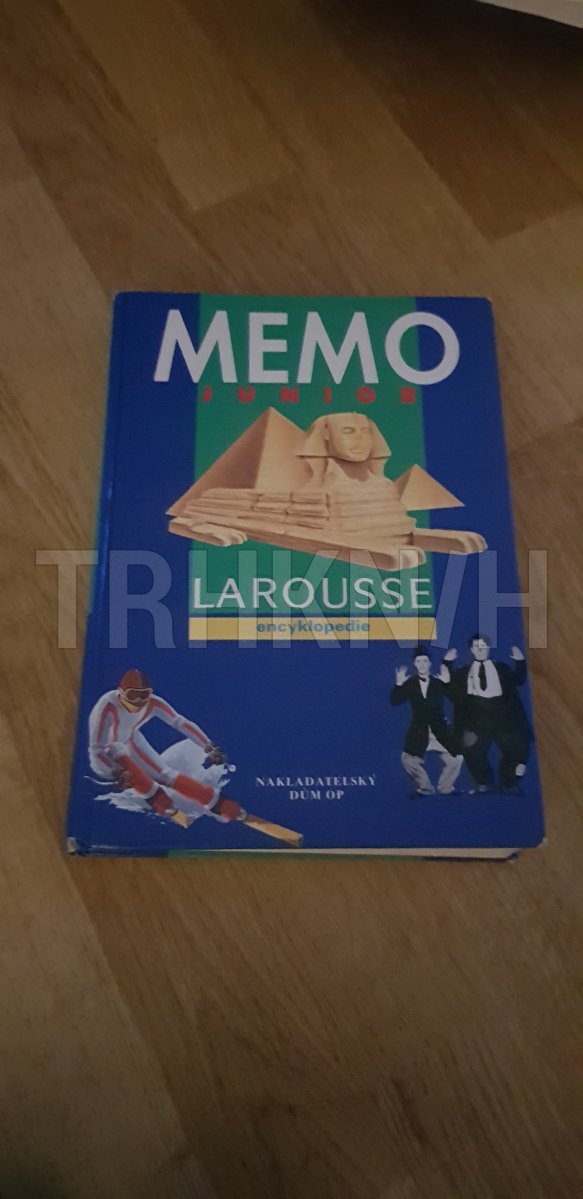 MEMO
JUNIOR
LAROUSSE
encyklopedie
TRHKNIH
NAKLADATELSKÝ
DŮM OP